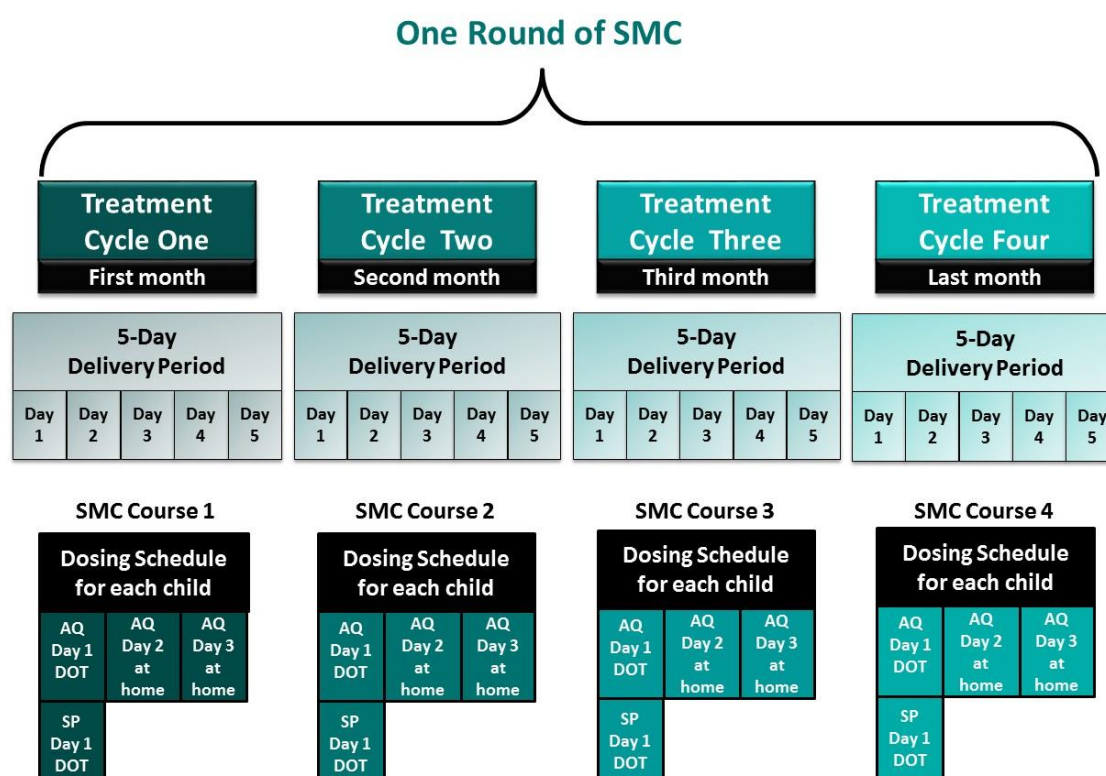 One Round of SMC
Treatment
Cycle One
First month
Treatment
Cycle Two
Second month
Treatment
Cycle Three
Third month
Treatment
Cycle Four
Last month
5-Day
Delivery Period
Day
1
Day
2
Day
3
Day
4
Day
5
5-Day
Delivery Period
Day
1
Day
2
Day
3
Day
4
Day
5
5-Day
Delivery Period
Day
1
Day
2
Day
3
Day
4
Day
5
5-Day
Delivery Period
Day
1
Day
2
Day
3
Day
4
Day
5
SMC Course 1
Dosing Schedule
for each child
AQ
Day 1
DOT
AQ
Day 2
at
home
AQ
Day 3
at
home
SP
Day 1
DOT
SMC Course 2
Dosing Schedule
for each child
AQ
Day 1
DOT
AQ
Day 2
at
home
AQ
Day 3
at
home
SP
Day 1
DOT
SMC Course 3
Dosing Schedule
for each child
AQ
Day 1
DOT
AQ
Day 2
at
home
AQ
Day 3
at
home
SP
Day 1
DOT
SMC Course 4
Dosing Schedule
for each child
AQ
Day 1
DOT
AQ
Day 2
at
home
AQ
Day 3
at
home
SP
Day 1
DOT